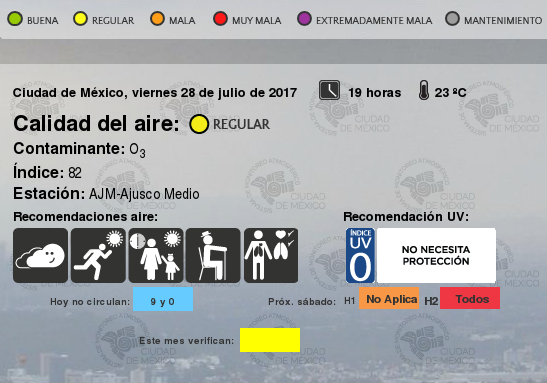 BUENA REGULAR MALA MUY MALA EXTREMADAMENTE MALA MANTENIMIENTO
Ciudad de México, viernes 28 de julio de 2017 19 horas 23 ºC
Calidad del aire: REGULAR
Contaminante: O3
Índice: 82
Estación: AJM-Ajusco Medio
Recomendaciones aire: Recomendación UV:
ÍNDICE
UV
0
NO NECESITA
PROTECCIÓN
Hoy no circulan: 9 y 0 Próx. sábado: H1 No Aplica H2 Todos
Este mes verifican:
CIUDAD
DE MÉXICO